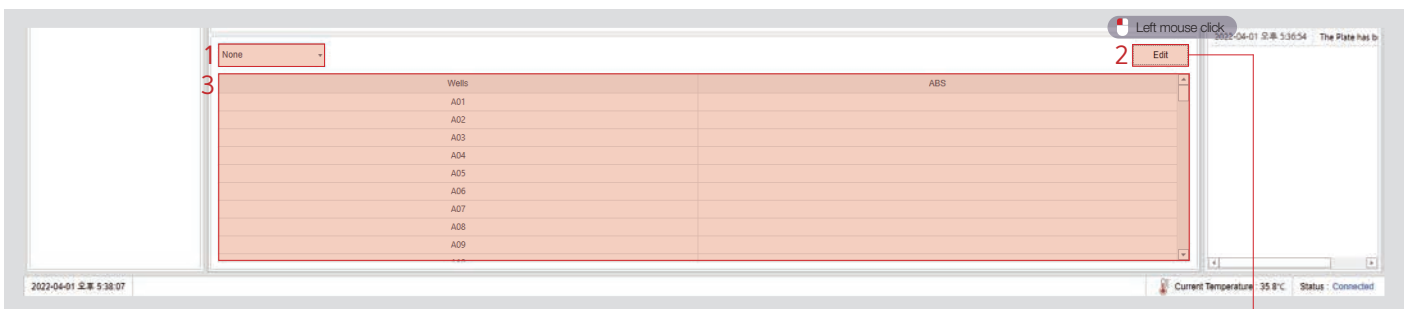 Left mouse click
2022-04-01 오후 5:36:54 : The Plate has b
1 None
2 Edit
3
Wells ABS
A01
A02
A03
A04
A05
A06
A07
A08
A09
2022-04-01 오후 5:38:07
Current Temperature : 35.8°C Status : Connected